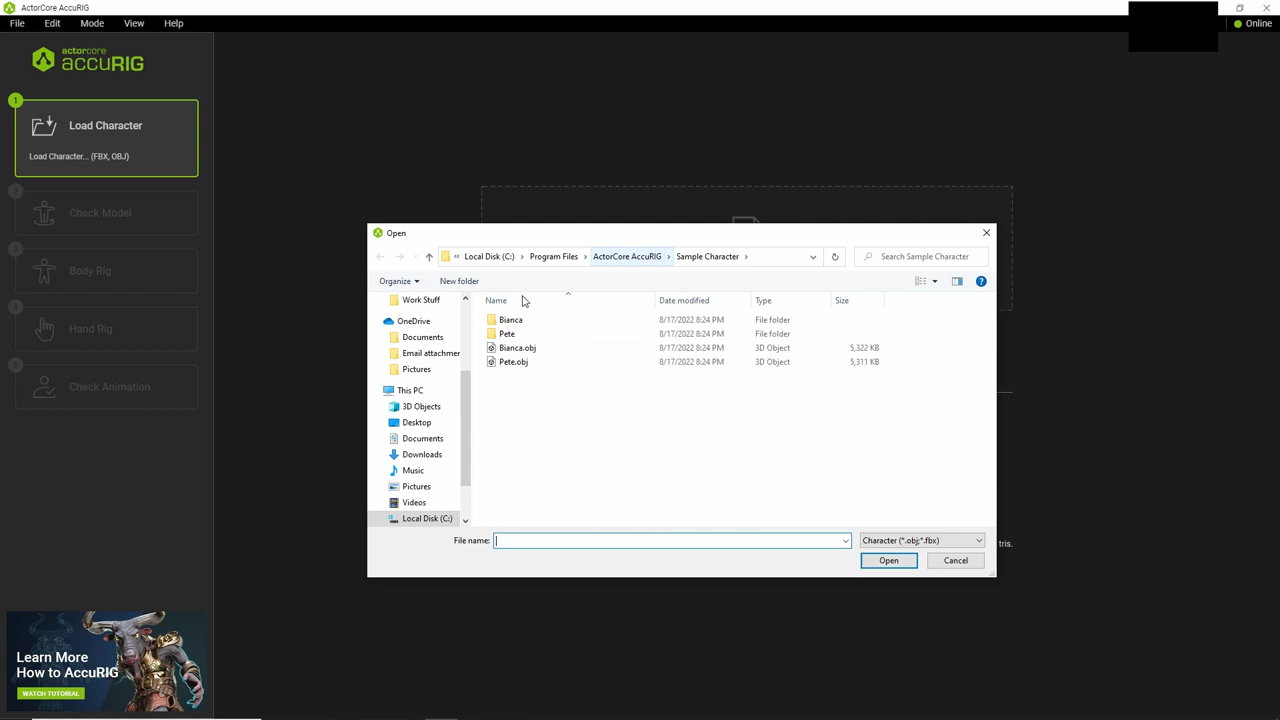 ActorCore AccuRIG
File Edit Mode View Help
Online
actorcore
accuRIG
1
Load Character
Load Character... (FBX, OBJ)
2
Check Model
3
Body Rig
4
Hand Rig
5
Check Animation
Learn More
How to AccuRIG
WATCH TUTORIAL
Open
« Local Disk (C:) › Program Files › ActorCore AccuRIG › Sample Character ›
Search Sample Character
Organize
New folder
Work Stuff
OneDrive
Documents
Email attachmer
Pictures
This PC
3D Objects
Desktop
Documents
Downloads
Music
Pictures
Videos
Local Disk (C:)
Name Date modified Type Size
Bianca 8/17/2022 8:24 PM File folder
Pete 8/17/2022 8:24 PM File folder
Bianca.obj 8/17/2022 8:24 PM 3D Object 5,322 KB
Pete.obj 8/17/2022 8:24 PM 3D Object 5,311 KB
File name:
Character (*.obj;*.fbx)
Open
Cancel
tris.